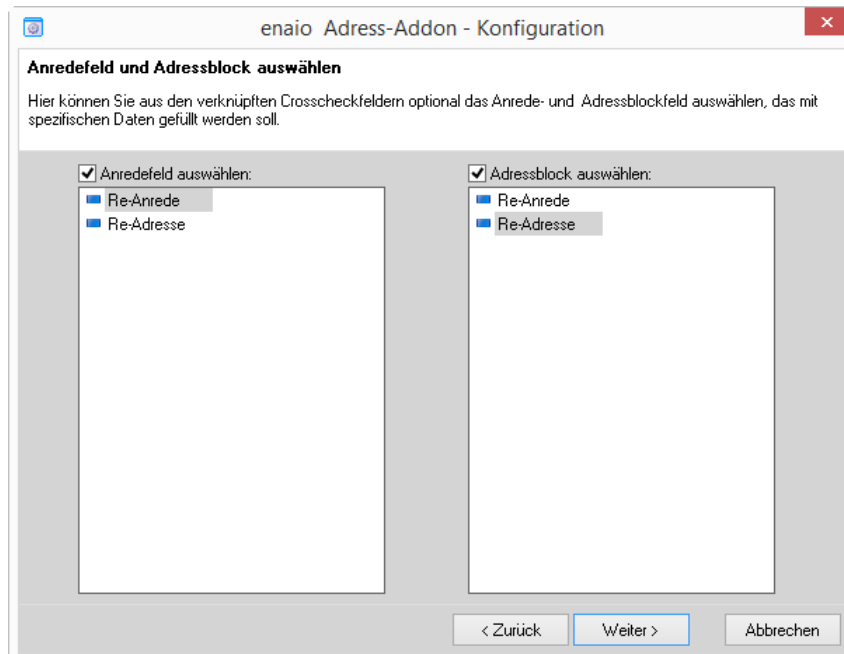 enaio Adress-Addon - Konfiguration
Anredefeld und Adressblock auswählen
Hier können Sie aus den verknüpften Crosscheckfeldern optional das Anrede- und Adressblockfeld auswählen, das mit
spezifischen Daten gefüllt werden soll.
Anredefeld auswählen:
Re-Anrede
Re-Adresse
Adressblock auswählen:
Re-Anrede
Re-Adresse
< Zurück
Weiter >
Abbrechen